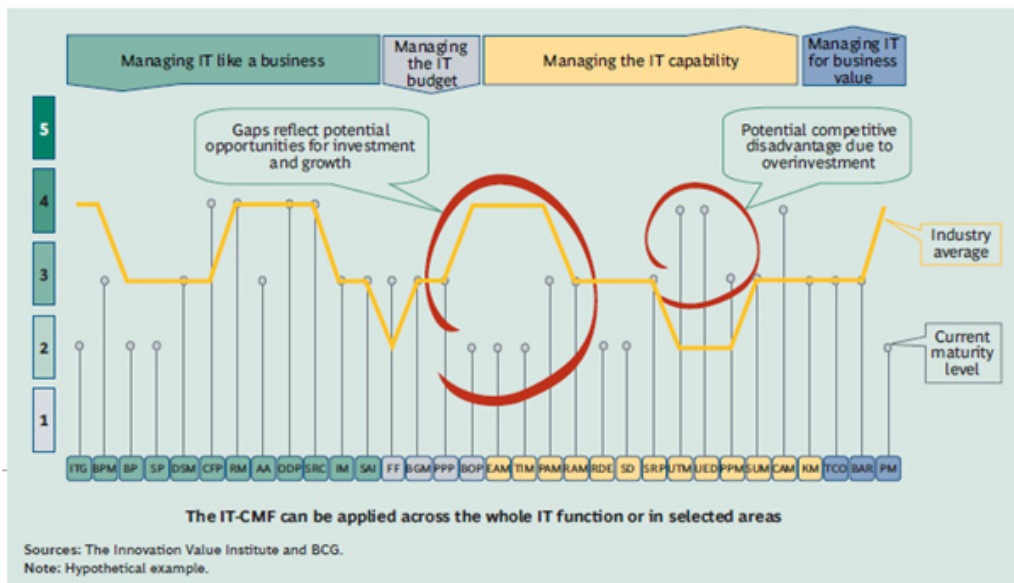 Managing IT like a business
Managing
the IT
budget
Managing the IT capability
Managing IT
for business
value
5
4
3
2
1
Gaps reflect potential
opportunities for investment
and growth
Potential competitive
disadvantage due to
overinvestment
Industry
average
Current
maturity
level
ITG BPM BP SP DSM CFP RM AA ODP SRC IM SAI FF BGM PPP BOP EAM TIM PAM RAM RDE SD SRP UTM UED PPM SUM CAM KM TCO BAR PM
The IT-CMF can be applied across the whole IT function or in selected areas
Sources: The Innovation Value Institute and BCG.
Note: Hypothetical example.